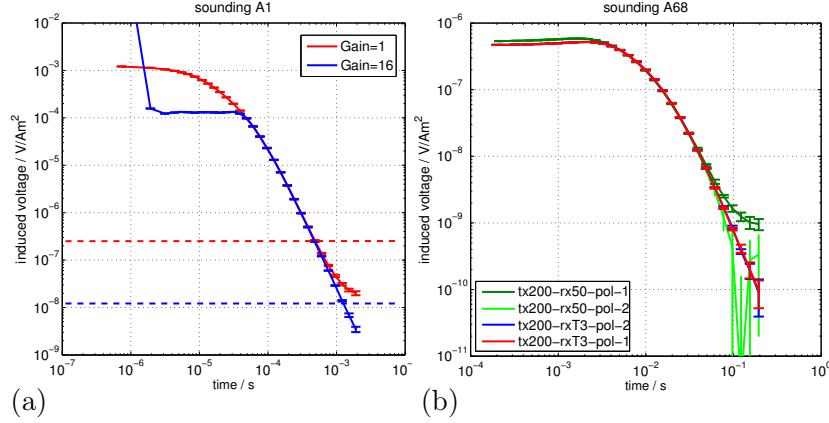 sounding A1
induced voltage / V/Am²
10⁻²
10⁻³
10⁻⁴
10⁻⁵
10⁻⁶
10⁻⁷
10⁻⁸
10⁻⁹
Gain=1
Gain=16
10⁻⁷ 10⁻⁶ 10⁻⁵ 10⁻⁴ 10⁻³ 10⁻
time / s
(a)
sounding A68
induced voltage / V/Am²
10⁻⁶
10⁻⁷
10⁻⁸
10⁻⁹
10⁻¹⁰
10⁻¹¹
tx200-rx50-pol-1
tx200-rx50-pol-2
tx200-rxT3-pol-2
tx200-rxT3-pol-1
10⁻⁴ 10⁻³ 10⁻² 10⁻¹ 10⁰
time / s
(b)